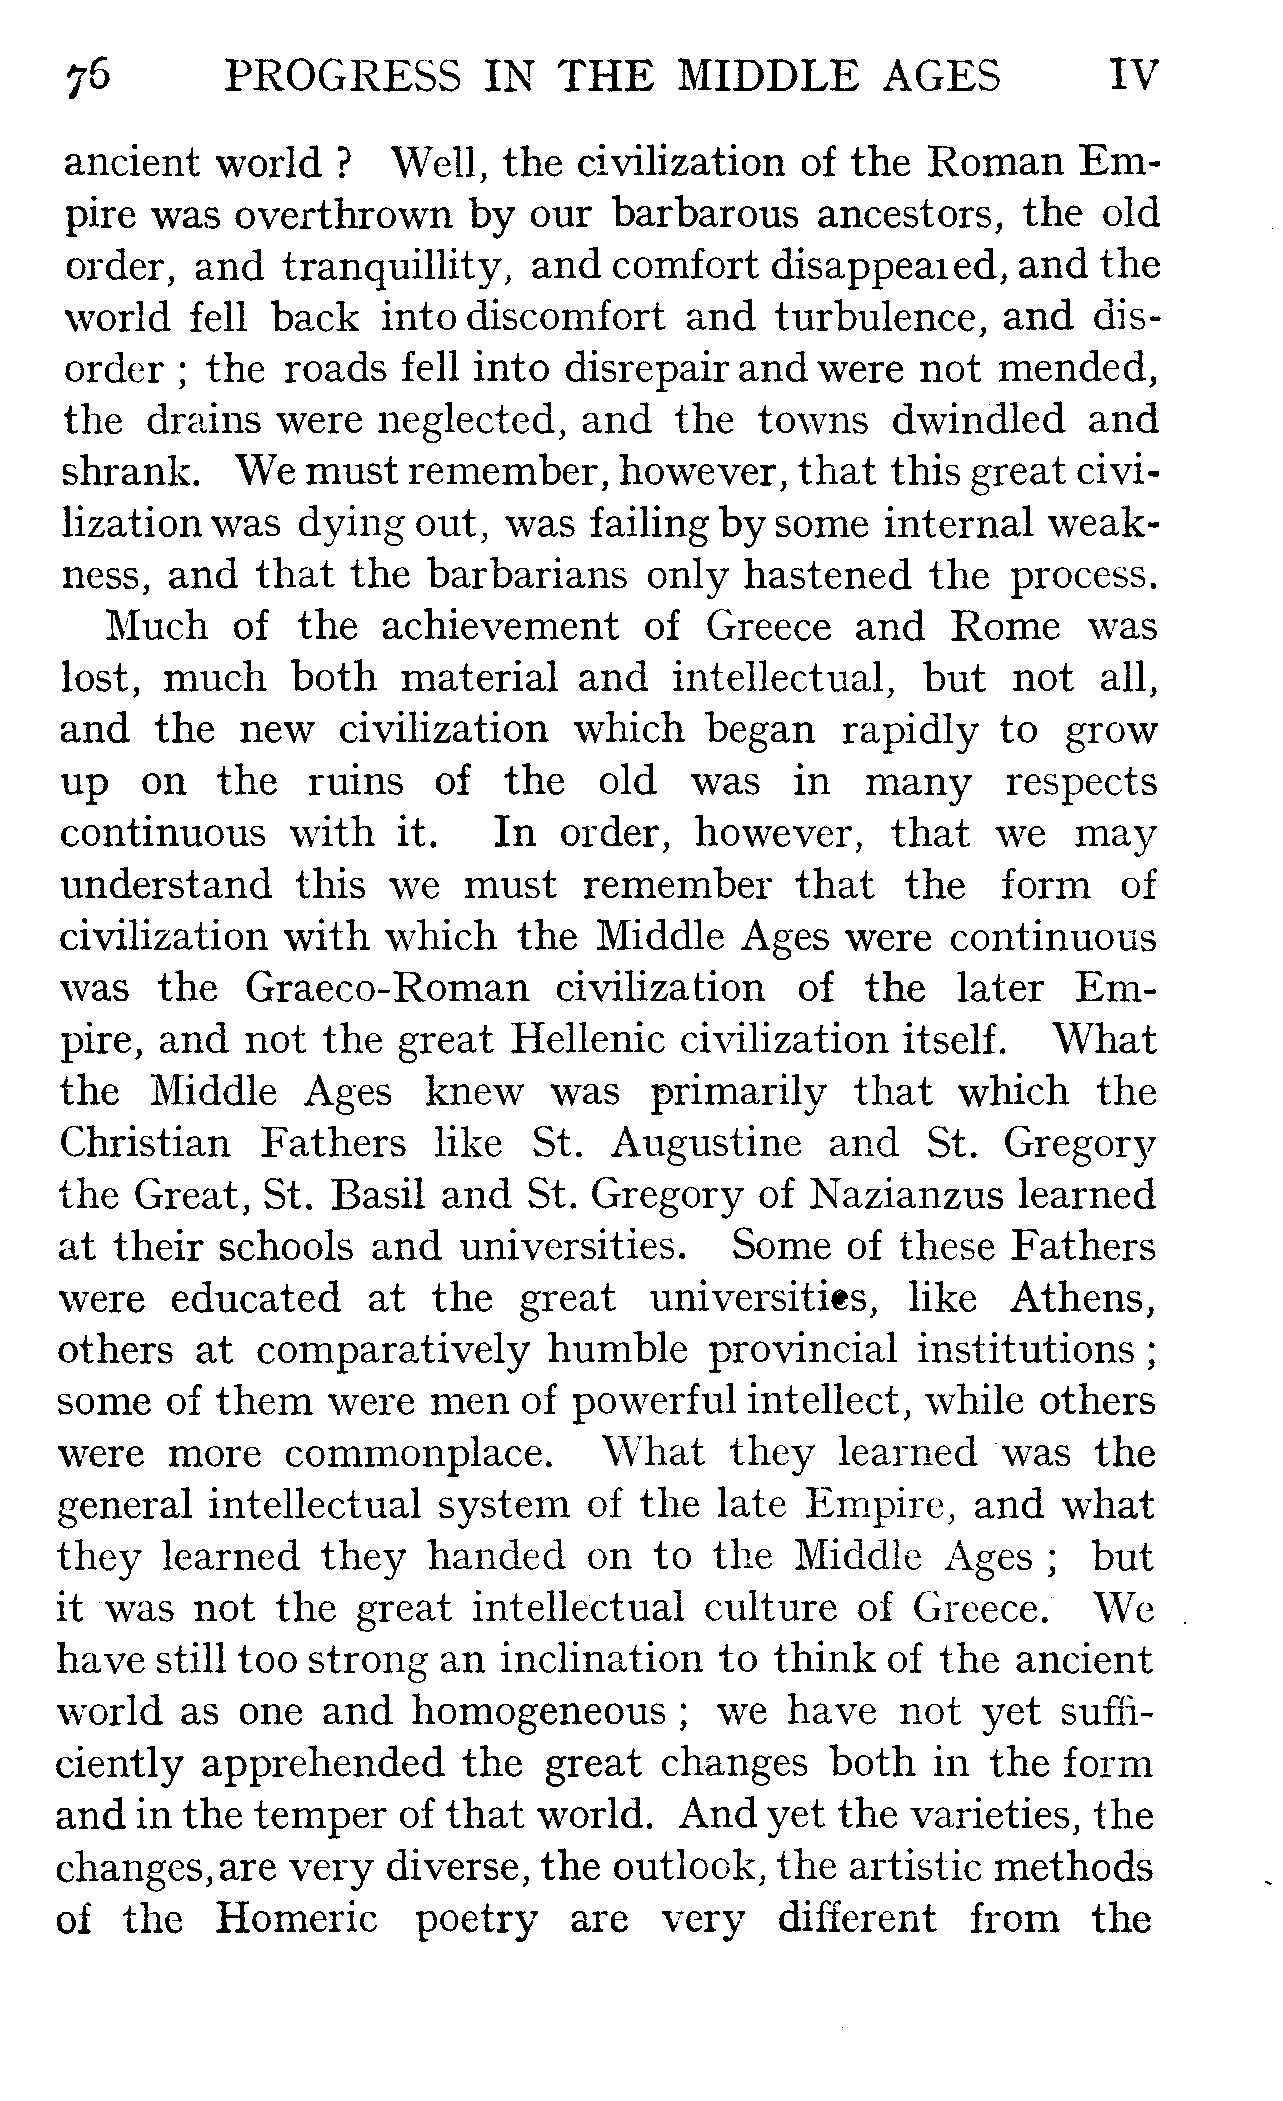 76 PROGRESS IN THE MIDDLE AGES IV
ancient world ? Well, the civilization of the Roman Em-
pire was overthrown by our barbarous ancestors, the old
order, and tranquillity, and comfort disappeared, and the
world fell back into discomfort and turbulence, and dis-
order ; the roads fell into disrepair and were not mended,
the drains were neglected, and the towns dwindled and
shrank. We must remember, however, that this great civi-
lization was dying out, was failing by some internal weak-
ness, and that the barbarians only hastened the process.
Much of the achievement of Greece and Rome was
lost, much both material and intellectual, but not all,
and the new civilization which began rapidly to grow
up on the ruins of the old was in many respects
continuous with it. In order, however, that we may
understand this we must remember that the form of
civilization with which the Middle Ages were continuous
was the Graeco-Roman civilization of the later Em-
pire, and not the great Hellenic civilization itself. What
the Middle Ages knew was primarily that which the
Christian Fathers like St. Augustine and St. Gregory
the Great, St. Basil and St. Gregory of Nazianzus learned
at their schools and universities. Some of these Fathers
were educated at the great universities, like Athens,
others at comparatively humble provincial institutions ;
some of them were men of powerful intellect, while others
were more commonplace. What they learned was the
general intellectual system of the late Empire, and what
they learned they handed on to the Middle Ages ; but
it was not the great intellectual culture of Greece. We
have still too strong an inclination to think of the ancient
world as one and homogeneous ; we have not yet suffi-
ciently apprehended the great changes both in the form
and in the temper of that world. And yet the varieties, the
changes, are very diverse, the outlook, the artistic methods
of the Homeric poetry are very different from the